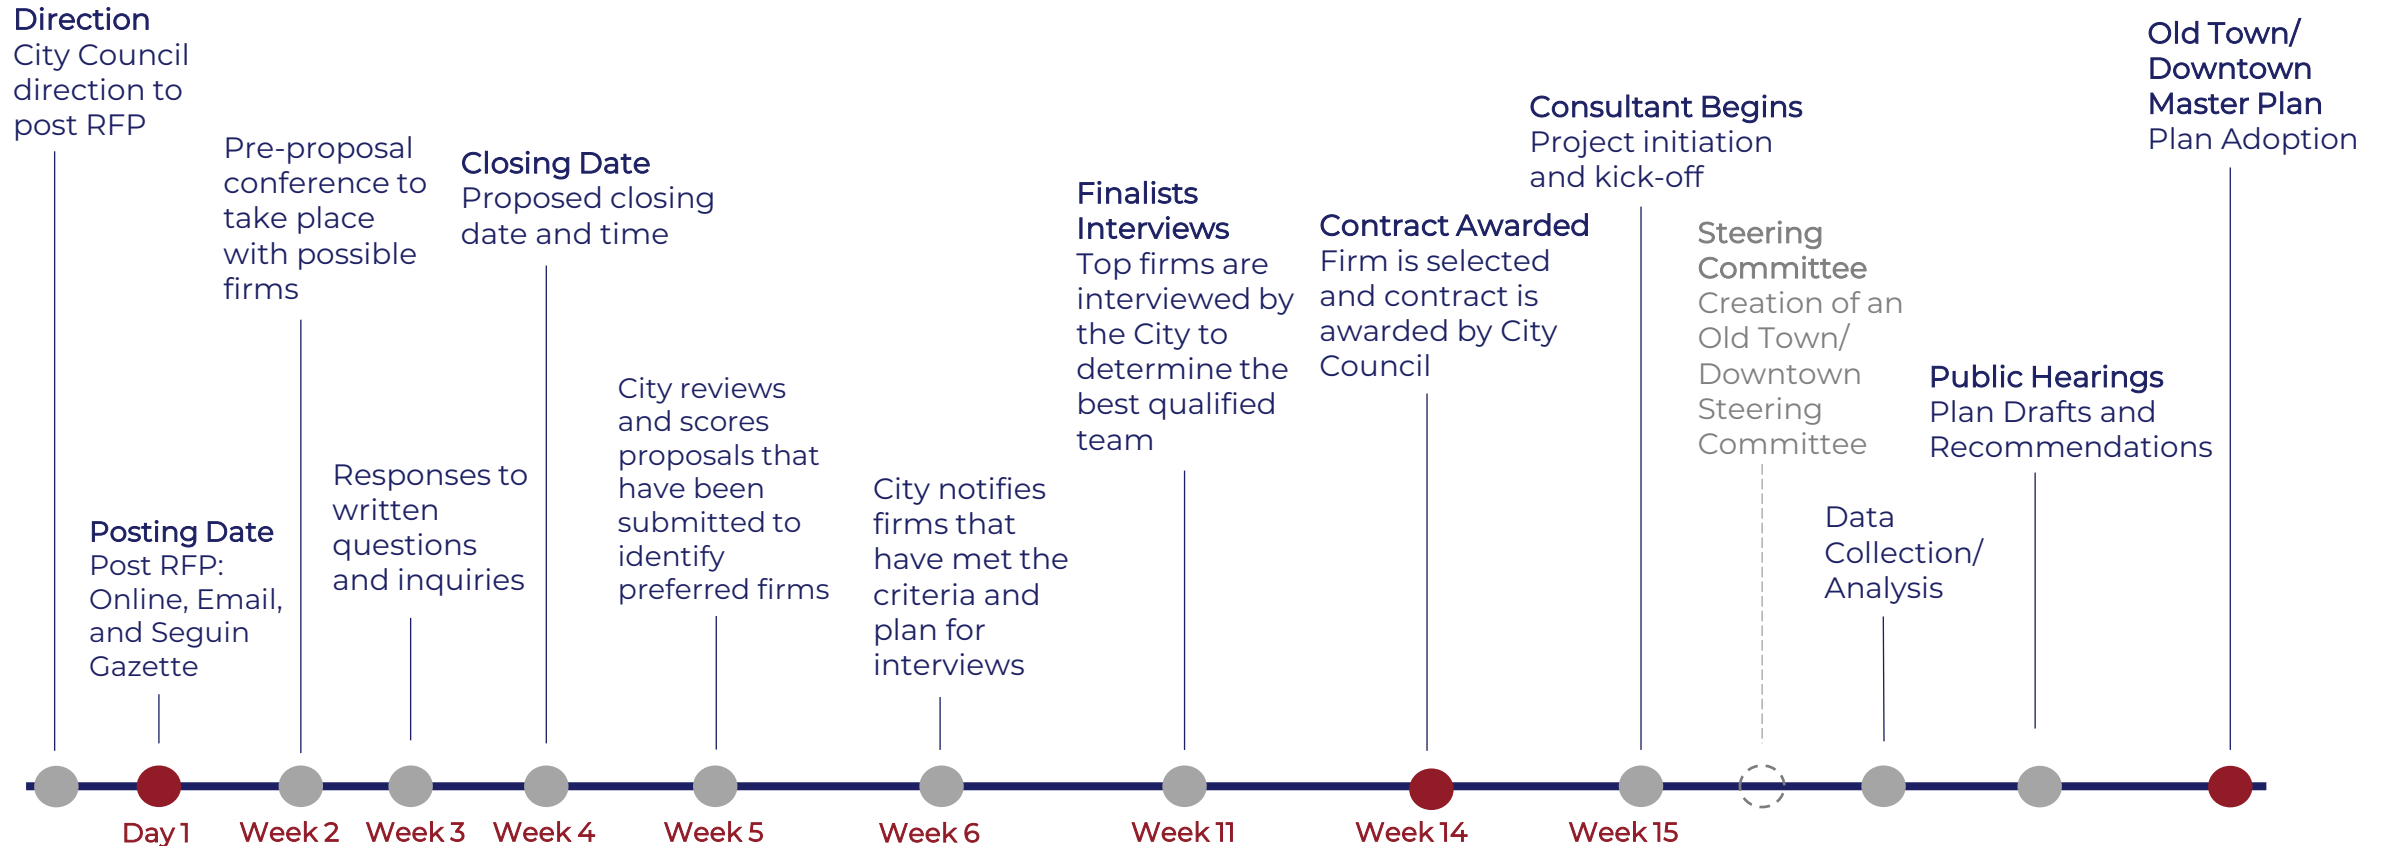 Direction
City Council
direction to
post RFP
Posting Date
Post RFP:
Online, Email,
and Seguin
Gazette
Pre-proposal
conference to
take place
with possible
firms
Responses to
written
questions
and inquiries
Closing Date
Proposed closing
date and time
City reviews
and scores
proposals that
have been
submitted to
identify
preferred firms
City notifies
firms that
have met the
criteria and
plan for
interviews
Finalists
Interviews
Top firms are
interviewed by
the City to
determine the
best qualified
team
Contract Awarded
Firm is selected
and contract is
awarded by City
Council
Consultant Begins
Project initiation
and kick-off
Steering
Committee
Creation of an
Old Town/
Downtown
Steering
Committee
Data
Collection/
Analysis
Public Hearings
Plan Drafts and
Recommendations
Old Town/
Downtown
Master Plan
Plan Adoption
Day 1
Week 2
Week 3
Week 4
Week 5
Week 6
Week 11
Week 14
Week 15